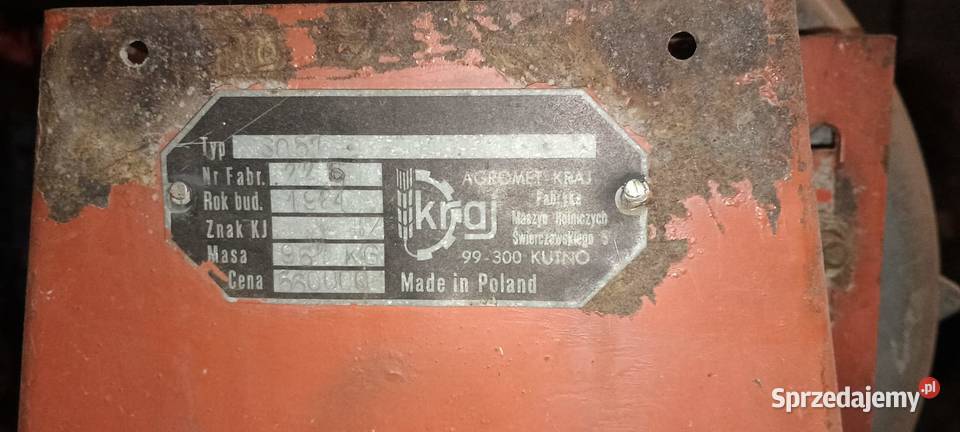 Typ
Nr Fabr.
Rok bud.
Znak KJ
Masa KG
Cena
kraj
AGROMET-KRAJ
Fabryka
Maszyn Rolniczych
Świerczewskiego 5
99-300 KUTNO
Made in Poland
Sprzedajemy.pl